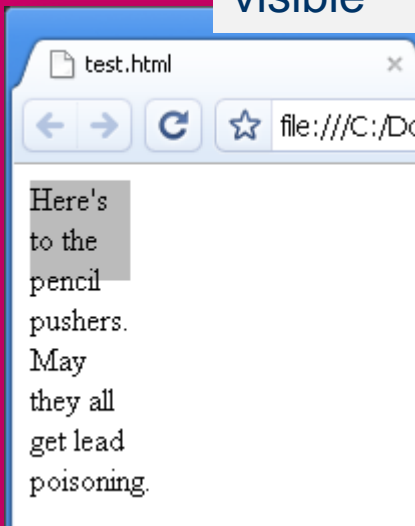 visible
test.html
file:///C:/Do
Here's
to the
pencil
pushers.
May
they all
get lead
poisoning.